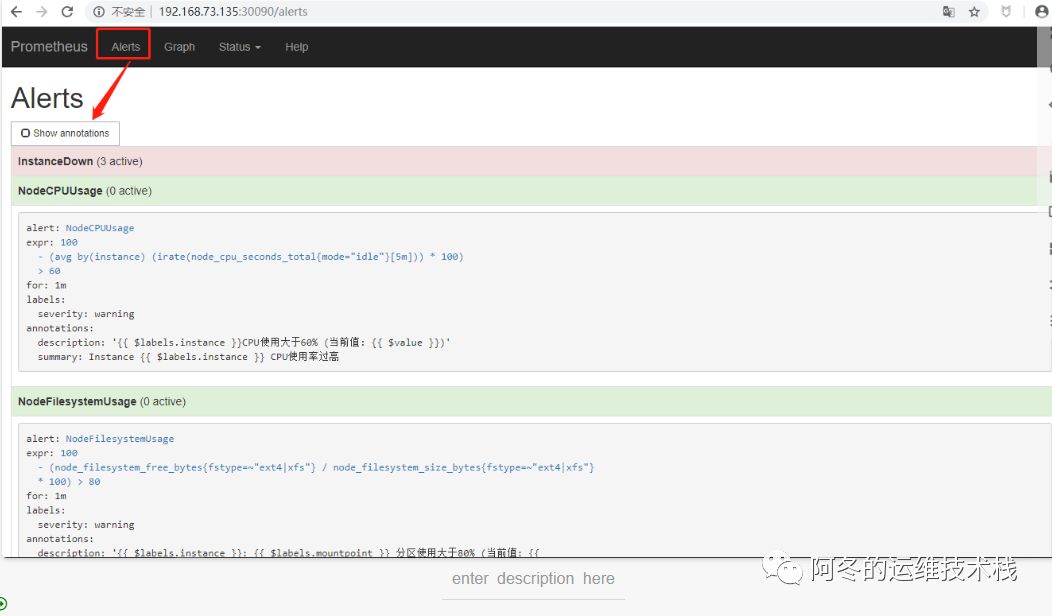 不安全 | 192.168.73.135:30090/alerts
Prometheus Alerts Graph Status Help
Alerts
Show annotations
InstanceDown (3 active)
NodeCPUUsage (0 active)
alert: NodeCPUUsage
expr: 100
- (avg by(instance) (irate(node_cpu_seconds_total{mode="idle"}[5m])) * 100)
> 60
for: 1m
labels:
severity: warning
annotations:
description: '{{ $labels.instance }}CPU使用大于60% (当前值: {{ $value }})'
summary: Instance {{ $labels.instance }} CPU使用率过高
NodeFilesystemUsage (0 active)
alert: NodeFilesystemUsage
expr: 100
- (node_filesystem_free_bytes{fstype=~"ext4|xfs"} / node_filesystem_size_bytes{fstype=~"ext4|xfs"}
* 100) > 80
for: 1m
labels:
severity: warning
annotations:
description: '{{ $labels.instance }}: {{ $labels.mountpoint }} 分区使用大于80% (当前值: {{
阿冬的运维技术栈
enter description here